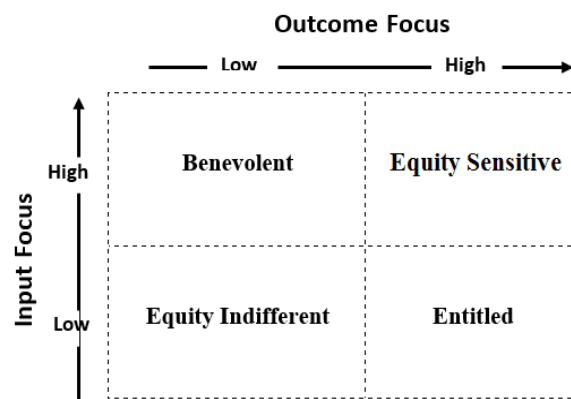 Outcome Focus
Low High
Benevolent Equity Sensitive
High
Input Focus
Equity Indifferent Entitled
Low